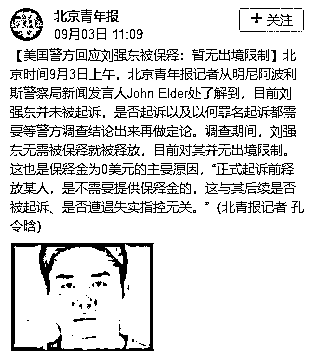 北京青年报
09月03日 11:09
+关注
【美国警方回应刘强东被保释：暂无出境限制】北
京时间9月3日上午，北京青年报记者从明尼阿波利
斯警察局新闻发言人John Elder处了解到，目前刘
强东并未被起诉，是否起诉以及以何罪名起诉都需
要等警方调查结论出来再做定论。调查期间，刘强
东无需被保释就被释放，目前对其并无出境限制。
这也是保释金为0美元的主要原因，“正式起诉前释
放某人，是不需要提供保释金的，这与其后续是否
被起诉、是否遭遇失实指控无关。”(北青报记者 孔
令晗)